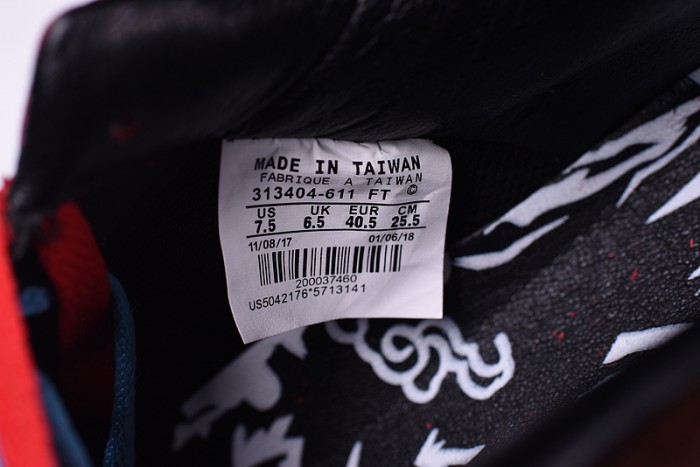 MADE IN TAIWAN
FABRIQUE A TAIWAN
313404-611 FT
US UK EUR CM
7.5 6.5 40.5 25.5
11/08/17 01/06/18
200037460
US5042176*5713141